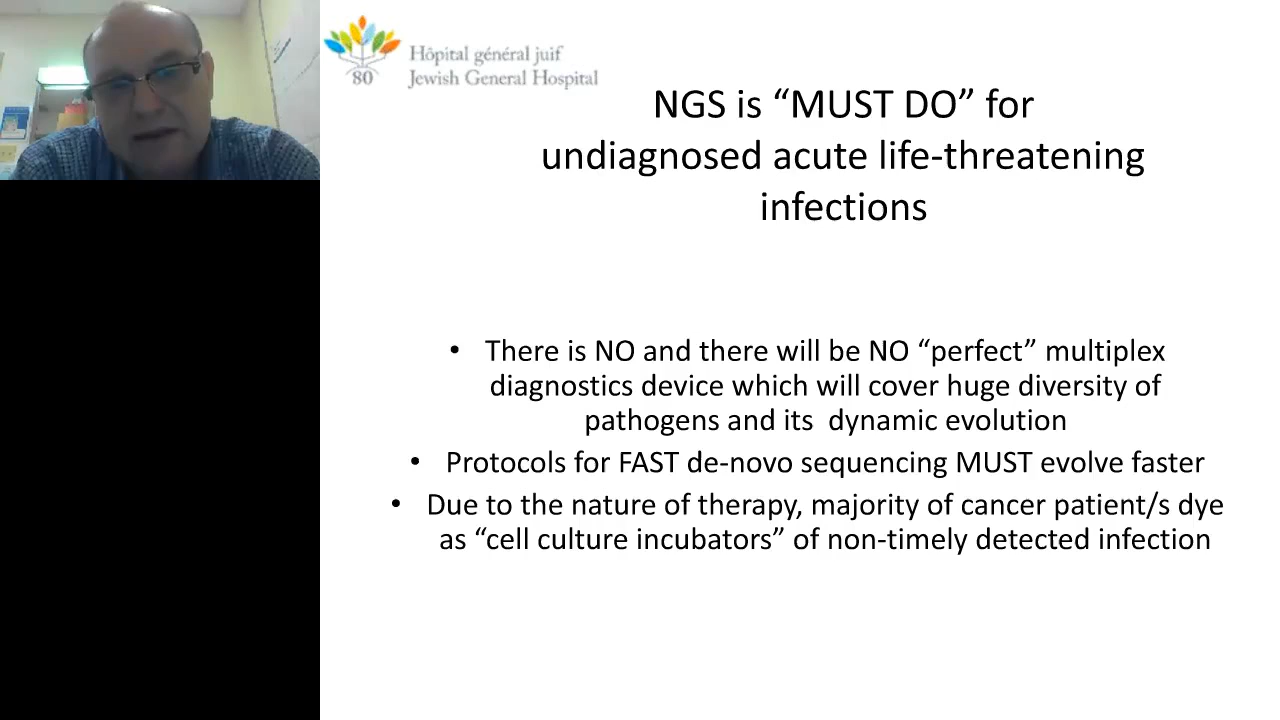 Hôpital général juif
Jewish General Hospital
80
NGS is “MUST DO” for
undiagnosed acute life-threatening
infections
• There is NO and there will be NO “perfect” multiplex
diagnostics device which will cover huge diversity of
pathogens and its dynamic evolution
• Protocols for FAST de-novo sequencing MUST evolve faster
• Due to the nature of therapy, majority of cancer patient/s dye
as “cell culture incubators” of non-timely detected infection